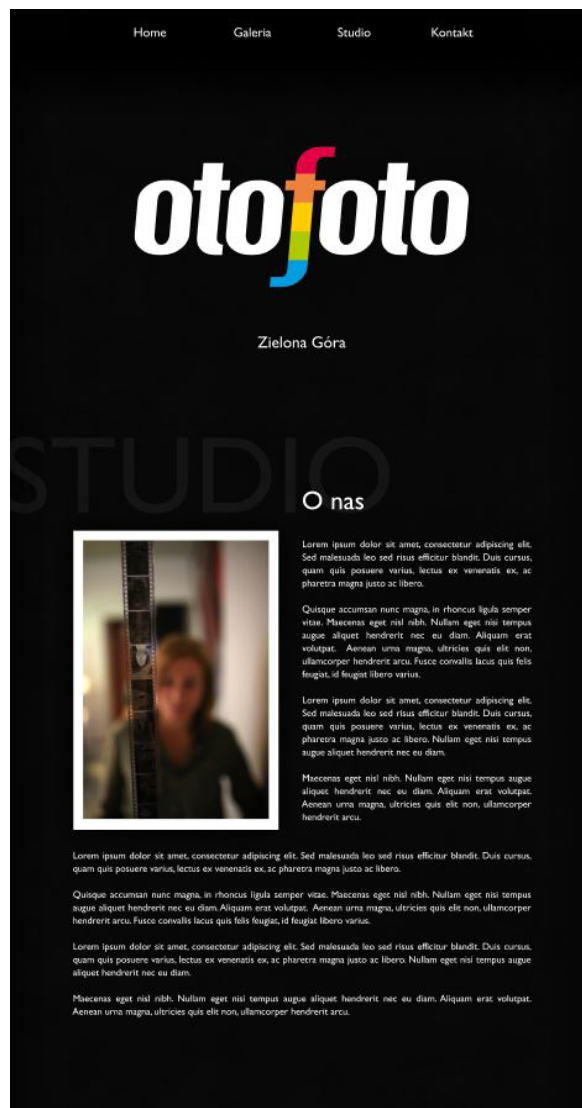 Home Galeria Studio Kontakt
otofoto
Zielona Góra
STUDIO
O nas
Lorem ipsum dolor sit amet, consectetur adipiscing elit.
Sed malesuada leo sed risus efficitur blandit. Duis cursus,
quam quis posuere varius, lectus ex venenatis ex, ac
pharetra magna justo ac libero.
Quisque accumsan nunc magna, in rhoncus ligula semper
vitae. Maecenas eget nisl nibh. Nullam eget nisi tempus
augue aliquet hendrerit nec eu diam. Aliquam erat
volutpat. Aenean urna magna, ultricies quis elit non,
ullamcorper hendrerit arcu. Fusce convallis lacus quis felis
feugiat, id feugiat libero varius.
Lorem ipsum dolor sit amet, consectetur adipiscing elit.
Sed malesuada leo sed risus efficitur blandit. Duis cursus,
quam quis posuere varius, lectus ex venenatis ex, ac
pharetra magna justo ac libero. Nullam eget nisi tempus
augue aliquet hendrerit nec eu diam.
Maecenas eget nisl nibh. Nullam eget nisi tempus augue
aliquet hendrerit nec eu diam. Aliquam erat volutpat.
Aenean urna magna, ultricies quis elit non, ullamcorper
hendrerit arcu.
Lorem ipsum dolor sit amet, consectetur adipiscing elit. Sed malesuada leo sed risus efficitur blandit. Duis cursus,
quam quis posuere varius, lectus ex venenatis ex, ac pharetra magna justo ac libero.
Quisque accumsan nunc magna, in rhoncus ligula semper vitae. Maecenas eget nisl nibh. Nullam eget nisi tempus
augue aliquet hendrerit nec eu diam. Aliquam erat volutpat. Aenean urna magna, ultricies quis elit non, ullamcorper
hendrerit arcu. Fusce convallis lacus quis felis feugiat, id feugiat libero varius.
Lorem ipsum dolor sit amet, consectetur adipiscing elit. Sed malesuada leo sed risus efficitur blandit. Duis cursus,
quam quis posuere varius, lectus ex venenatis ex, ac pharetra magna justo ac libero. Nullam eget nisi tempus augue
aliquet hendrerit nec eu diam.
Maecenas eget nisl nibh. Nullam eget nisi tempus augue aliquet hendrerit nec eu diam. Aliquam erat volutpat.
Aenean urna magna, ultricies quis elit non, ullamcorper hendrerit arcu.